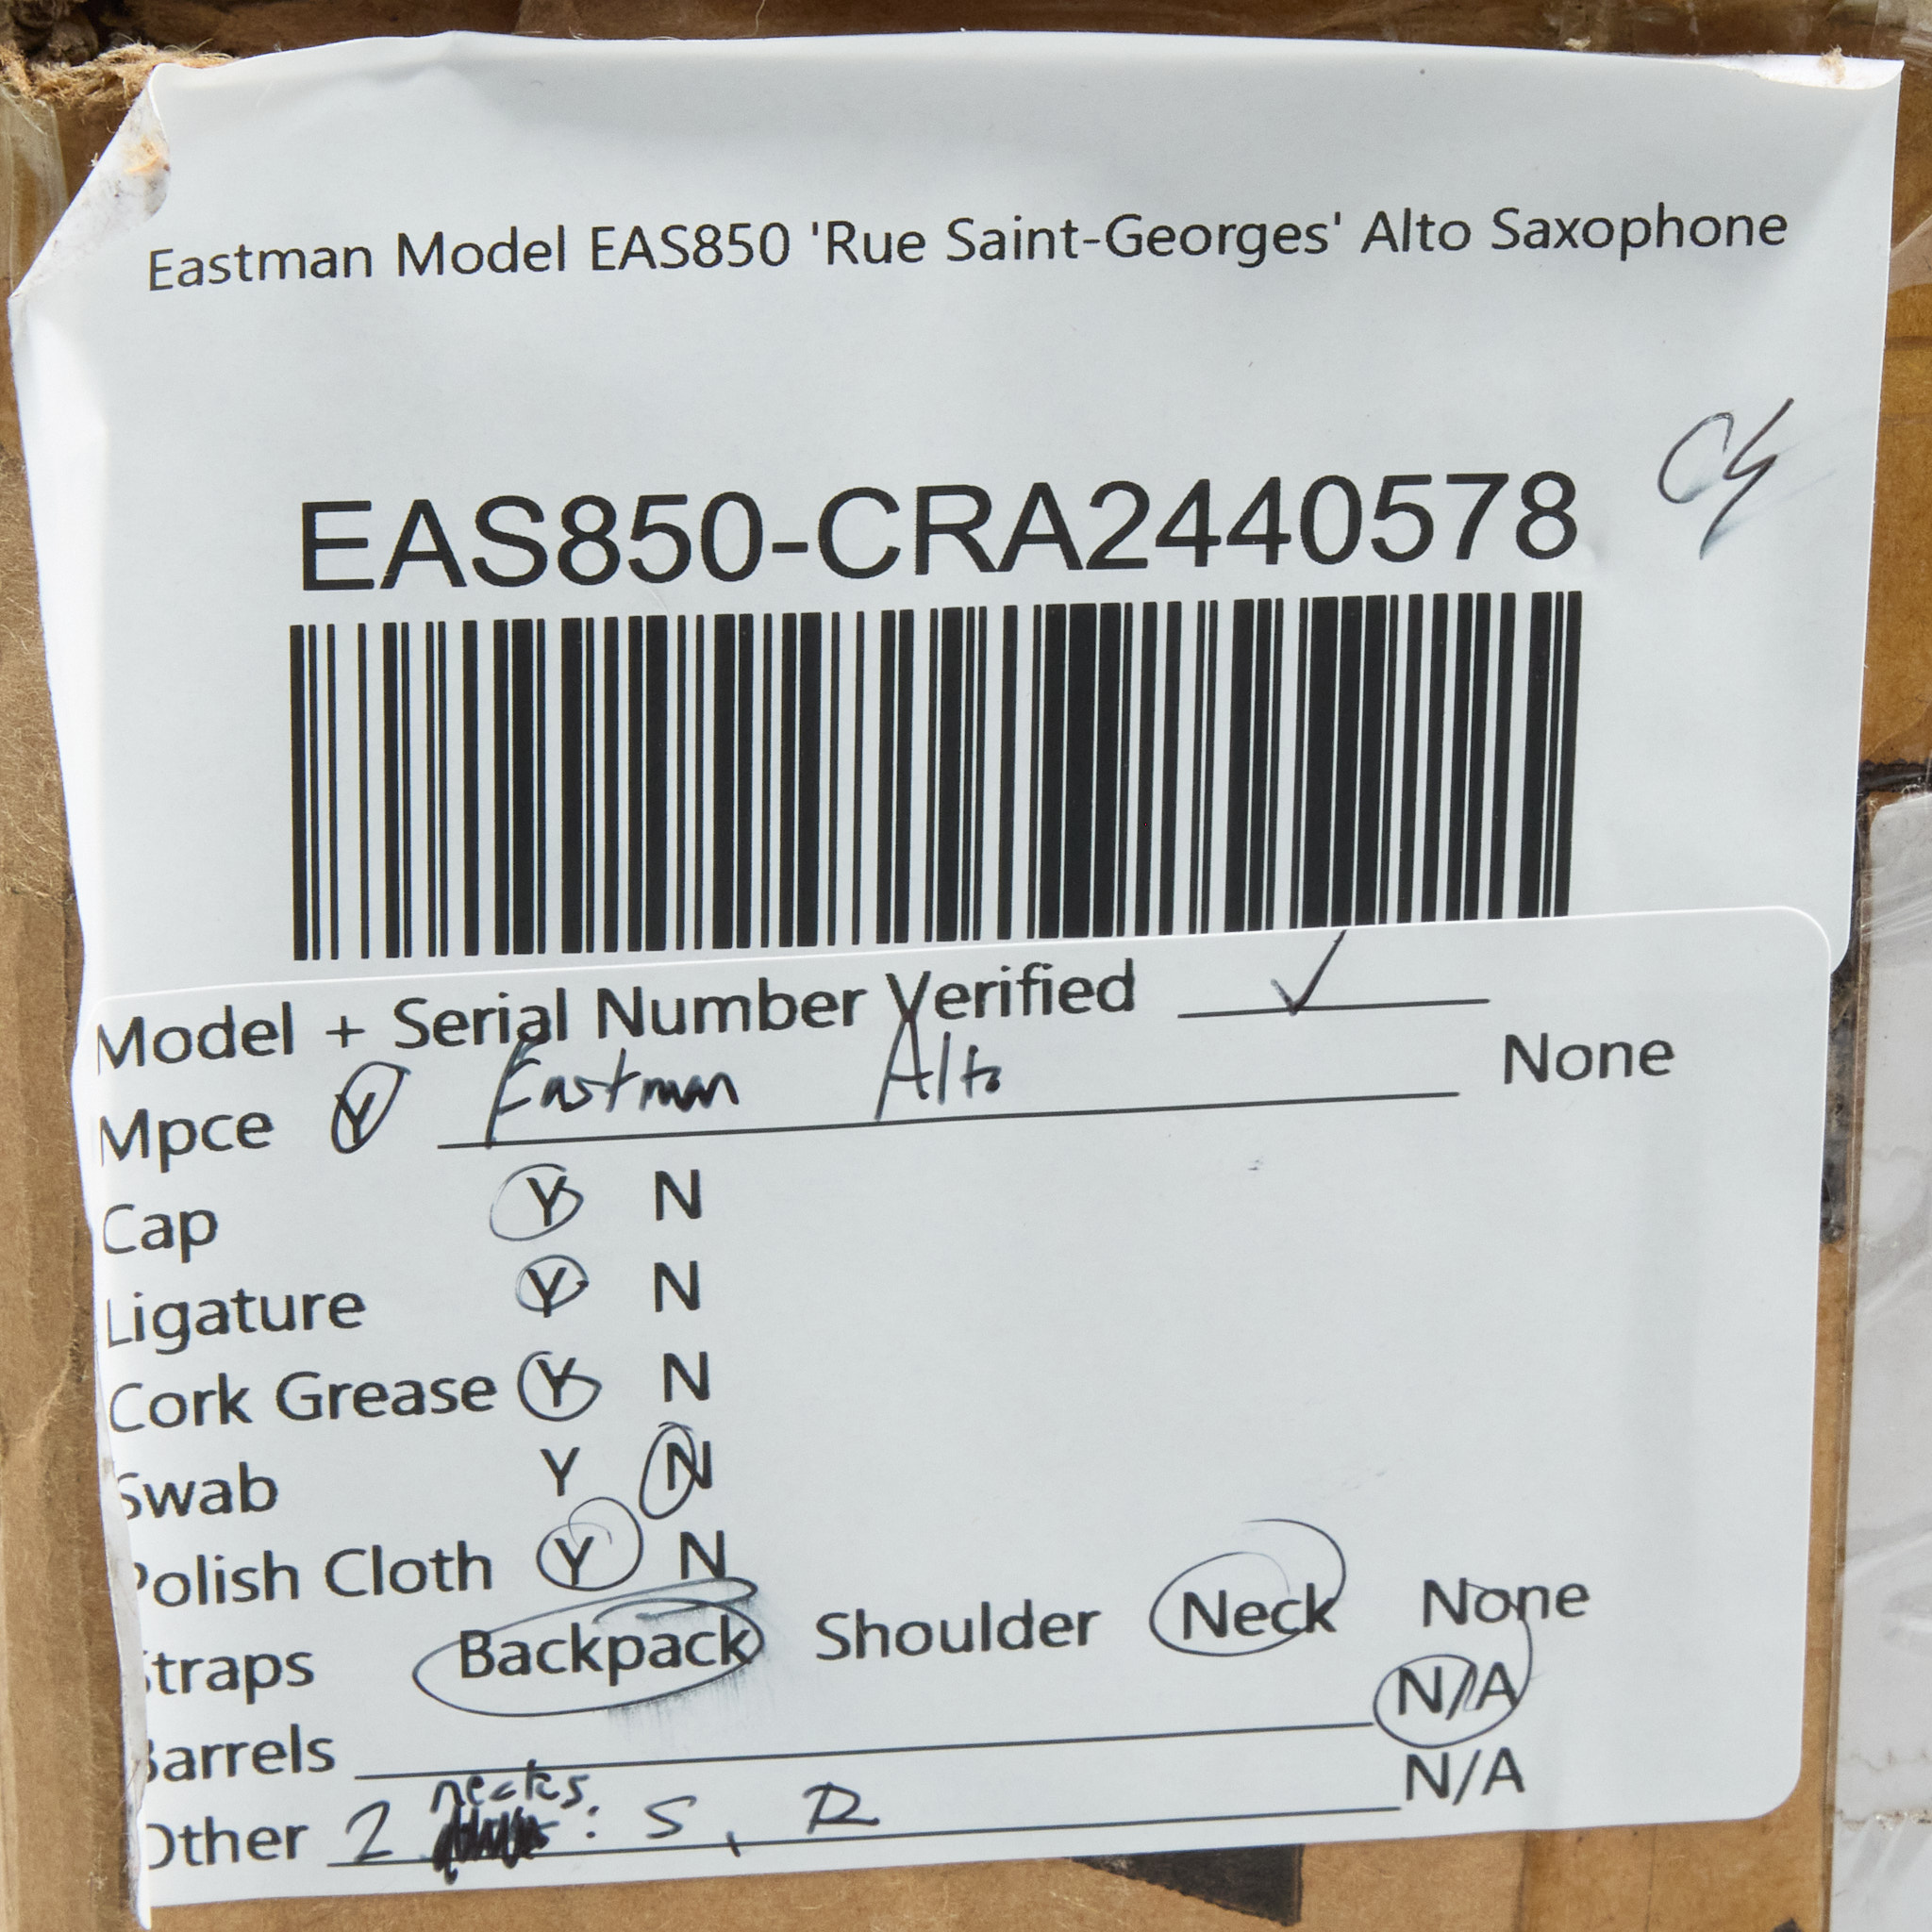 Eastman Model EAS850 'Rue Saint-Georges' Alto Saxophone
EAS850-CRA2440578
Model + Serial Number Verified ✓
Mpce Y Eastman Alto None
Cap Y N
Ligature Y N
Cork Grease Y N
Swab Y N
Polish Cloth Y N
Straps Backpack Shoulder Neck None
Barrels N/A
Other 2 necks: S, R N/A